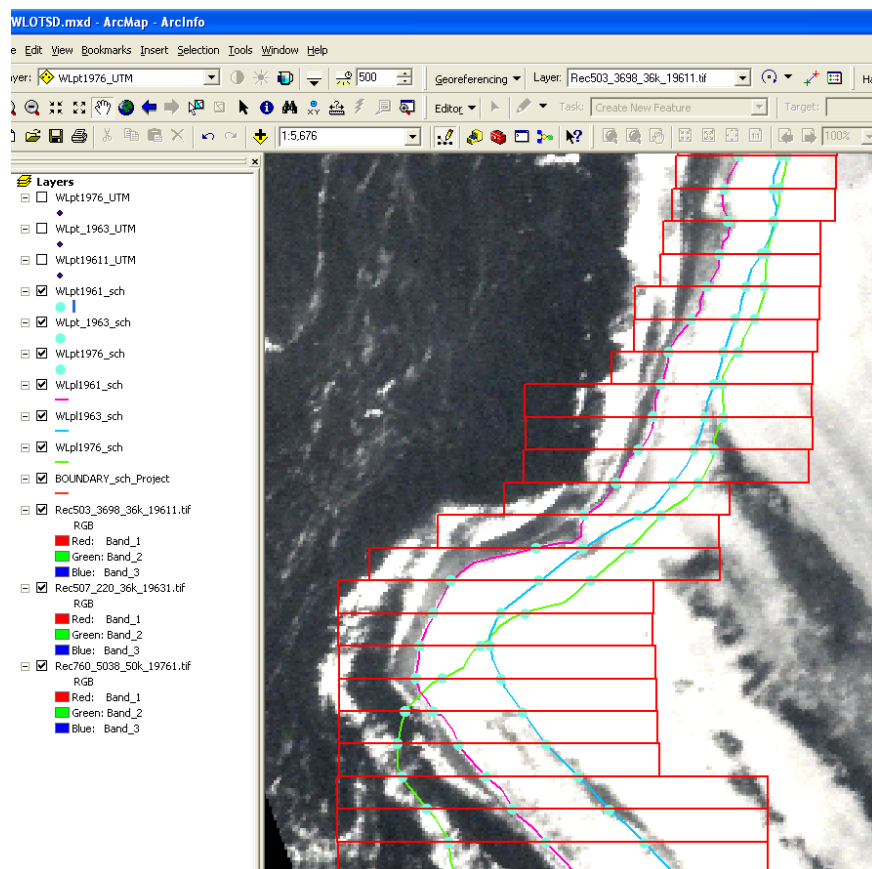 WLOTSD.mxd - ArcMap - ArcInfo
e Edit View Bookmarks Insert Selection Tools Window Help
ayer: WLpt1976_UTM 500 Georeferencing Layer: Rec503_3698_36k_19611.tif Ha
Editor Task: Create New Feature Target:
1:5,676 100%
Layers
WLpt1976_UTM
WLpt_1963_UTM
WLpt19611_UTM
WLpt1961_sch
WLpt_1963_sch
WLpt1976_sch
WLpl1961_sch
WLpl1963_sch
WLpl1976_sch
BOUNDARY_sch_Project
Rec503_3698_36k_19611.tif
RGB
Red: Band_1
Green: Band_2
Blue: Band_3
Rec507_220_36k_19631.tif
RGB
Red: Band_1
Green: Band_2
Blue: Band_3
Rec760_5038_50k_19761.tif
RGB
Red: Band_1
Green: Band_2
Blue: Band_3